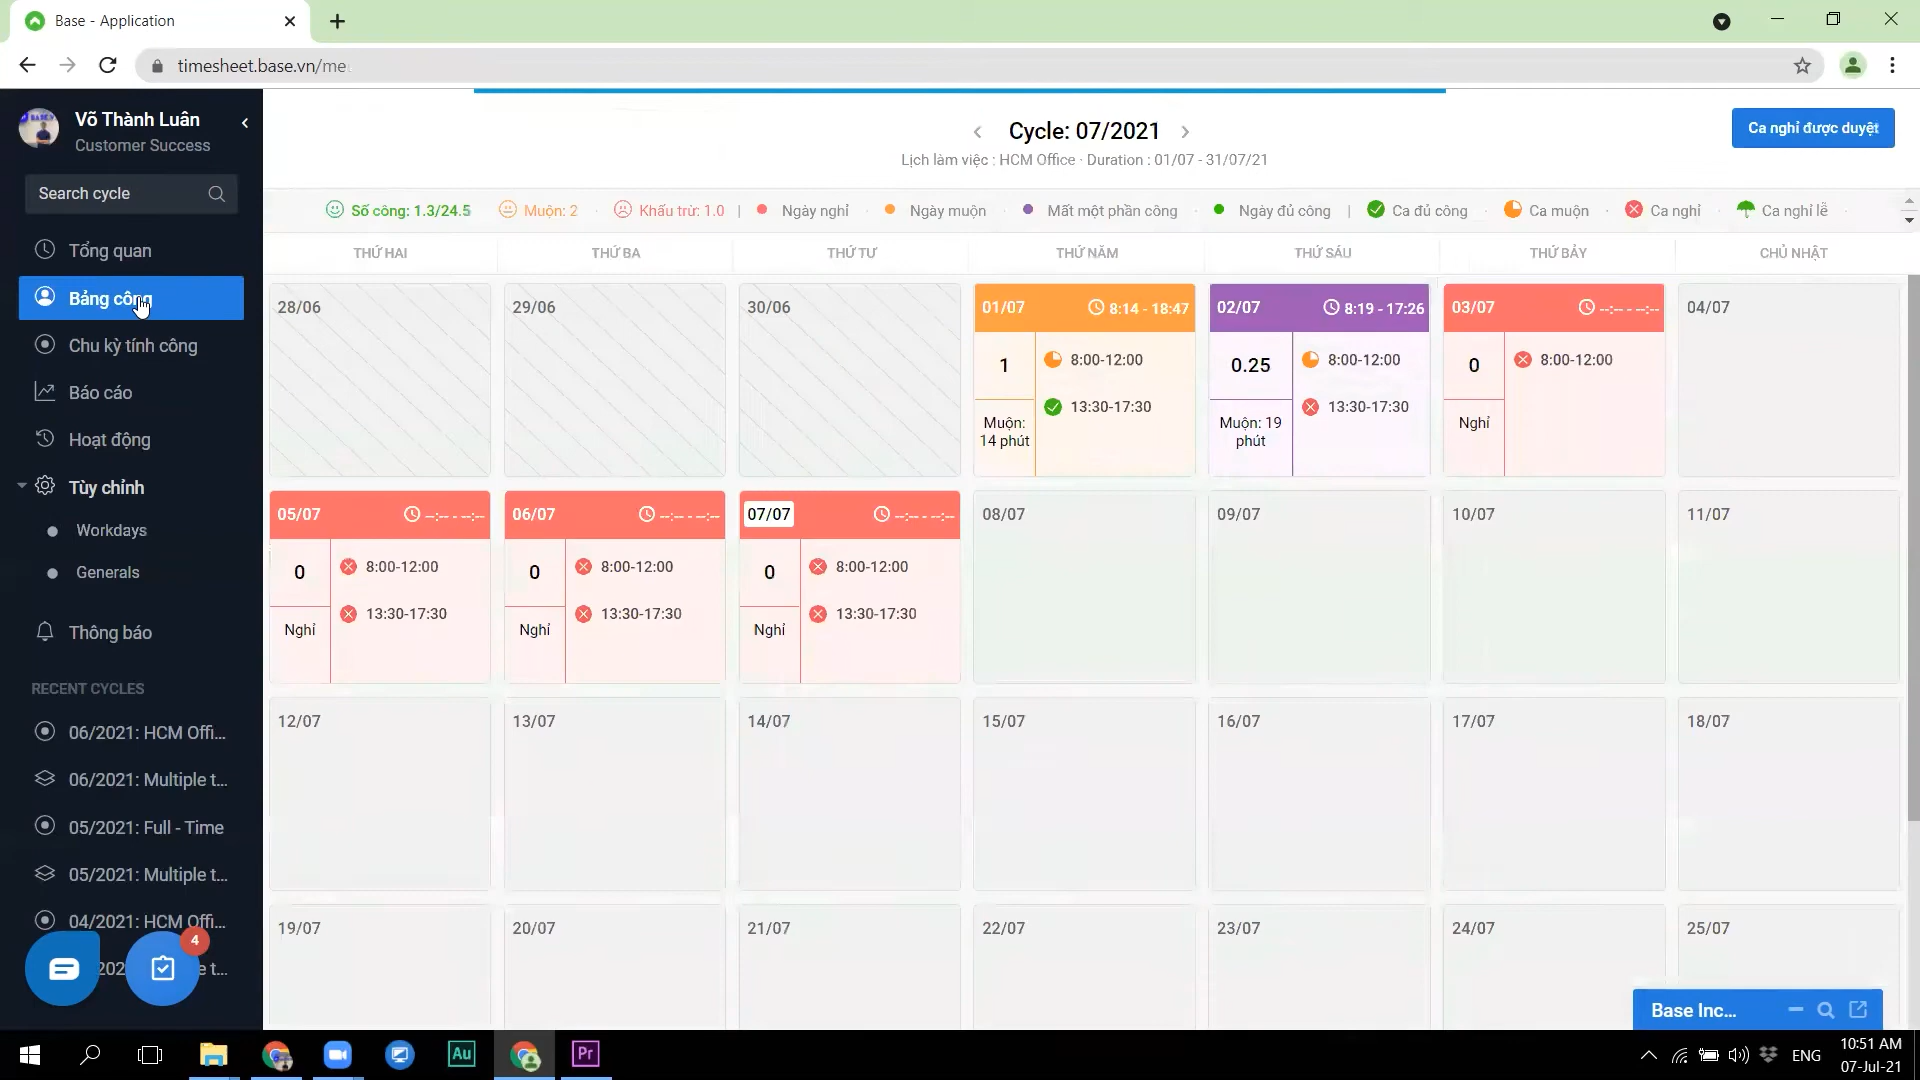 Base - Application
timesheet.base.vn/me
Võ Thành Luân
Customer Success
Search cycle
Tổng quan
Bảng công
Chu kỳ tính công
Báo cáo
Hoạt động
Tùy chỉnh
Workdays
Generals
Thông báo
RECENT CYCLES
06/2021: HCM Offi...
06/2021: Multiple t...
05/2021: Full - Time
05/2021: Multiple t...
04/2021: HCM Offi...
4
Cycle: 07/2021
Lịch làm việc : HCM Office · Duration : 01/07 - 31/07/21
Ca nghỉ được duyệt
Số công: 1.3/24.5 Muộn: 2 · Khấu trừ: 1.0 | Ngày nghỉ · Ngày muộn · Mất một phần công · Ngày đủ công | Ca đủ công · Ca muộn · Ca nghỉ · Ca nghỉ lễ
THỨ HAI THỨ BA THỨ TƯ THỨ NĂM THỨ SÁU THỨ BẢY CHỦ NHẬT
28/06
29/06
30/06
01/07 8:14 - 18:47
1
8:00-12:00
13:30-17:30
Muộn:
14 phút
02/07 8:19 - 17:26
0.25
8:00-12:00
13:30-17:30
Muộn: 19
phút
03/07 --:-- - --:--
0
8:00-12:00
Nghỉ
04/07
05/07 --:-- - --:--
0
8:00-12:00
13:30-17:30
Nghỉ
06/07 --:-- - --:--
0
8:00-12:00
13:30-17:30
Nghỉ
07/07 --:-- - --:--
0
8:00-12:00
13:30-17:30
Nghỉ
08/07
09/07
10/07
11/07
12/07
13/07
14/07
15/07
16/07
17/07
18/07
19/07
20/07
21/07
22/07
23/07
24/07
25/07
Base Inc...
Au
Pr
ENG
10:51 AM
07-Jul-21